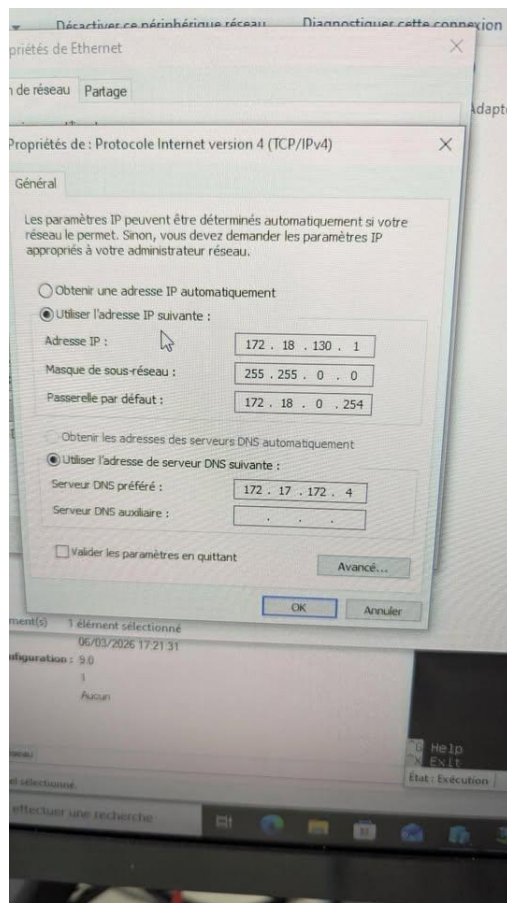 Désactiver ce périphérique réseau Diagnostiquer cette connexion
priétés de Ethernet
de réseau Partage
Adapt
Propriétés de : Protocole Internet version 4 (TCP/IPv4)
Général
Les paramètres IP peuvent être déterminés automatiquement si votre
réseau le permet. Sinon, vous devez demander les paramètres IP
appropriés à votre administrateur réseau.
Obtenir une adresse IP automatiquement
Utiliser l'adresse IP suivante :
Adresse IP : 172 . 18 . 130 . 1
Masque de sous-réseau : 255 . 255 . 0 . 0
Passerelle par défaut : 172 . 18 . 0 . 254
Obtenir les adresses des serveurs DNS automatiquement
Utiliser l'adresse de serveur DNS suivante :
Serveur DNS préféré : 172 . 17 . 172 . 4
Serveur DNS auxiliaire : . . .
Valider les paramètres en quittant
Avancé...
OK Annuler
ment(s) 1 élément sélectionné
06/03/2026 17:21:31
nfiguration : 9.0
1
Aucun
^G Help
^X Exit
el sélectionné.
État : Exécution
effectuer une recherche